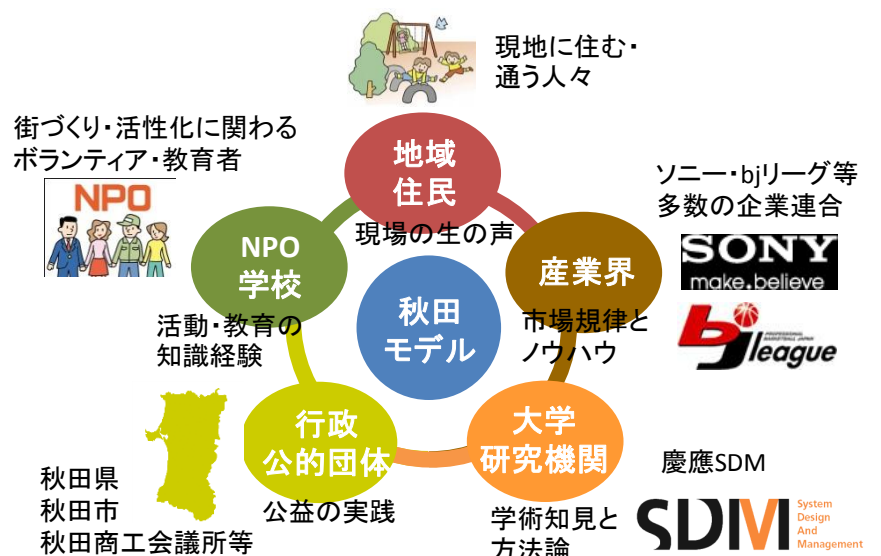 現地に住む・
通う人々
街づくり・活性化に関わる
ボランティア・教育者
NPO
地域
住民
現場の生の声
ソニー・bjリーグ等
多数の企業連合
SONY
make.believe
bj league
PROFESSIONAL
BASKETBALL JAPAN
NPO
学校
活動・教育の
知識経験
産業界
市場規律と
ノウハウ
秋田
モデル
行政
公的団体
公益の実践
秋田県
秋田市
秋田商工会議所等
大学
研究機関
学術知見と
方法論
慶應SDM
SDM
System
Design
And
Management